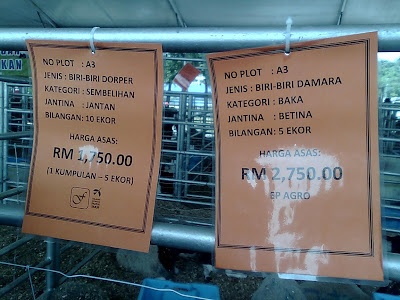 KAN
NO PLOT : A3
JENIS : BIRI-BIRI DORPER
KATEGORI : SEMBELIHAN
JANTINA : JANTAN
BILANGAN: 10 EKOR
HARGA ASAS:
RM 1,750.00
(1 KUMPULAN – 5 EKOR)
NO PLOT : A3
JENIS : BIRI-BIRI DAMARA
KATEGORI : BAKA
JANTINA : BETINA
BILANGAN: 5 EKOR
HARGA ASAS:
RM 2,750.00
EP AGRO